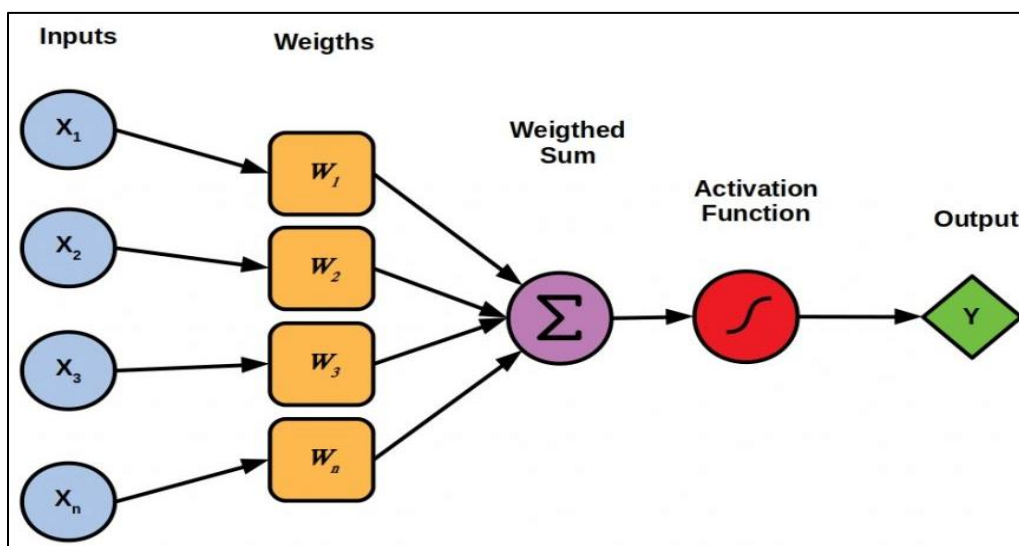 Inputs
Weigths
Weigthed
Sum
Activation
Function
Output
X1
X2
X3
Xn
W1
W2
W3
Wn
Σ
Y